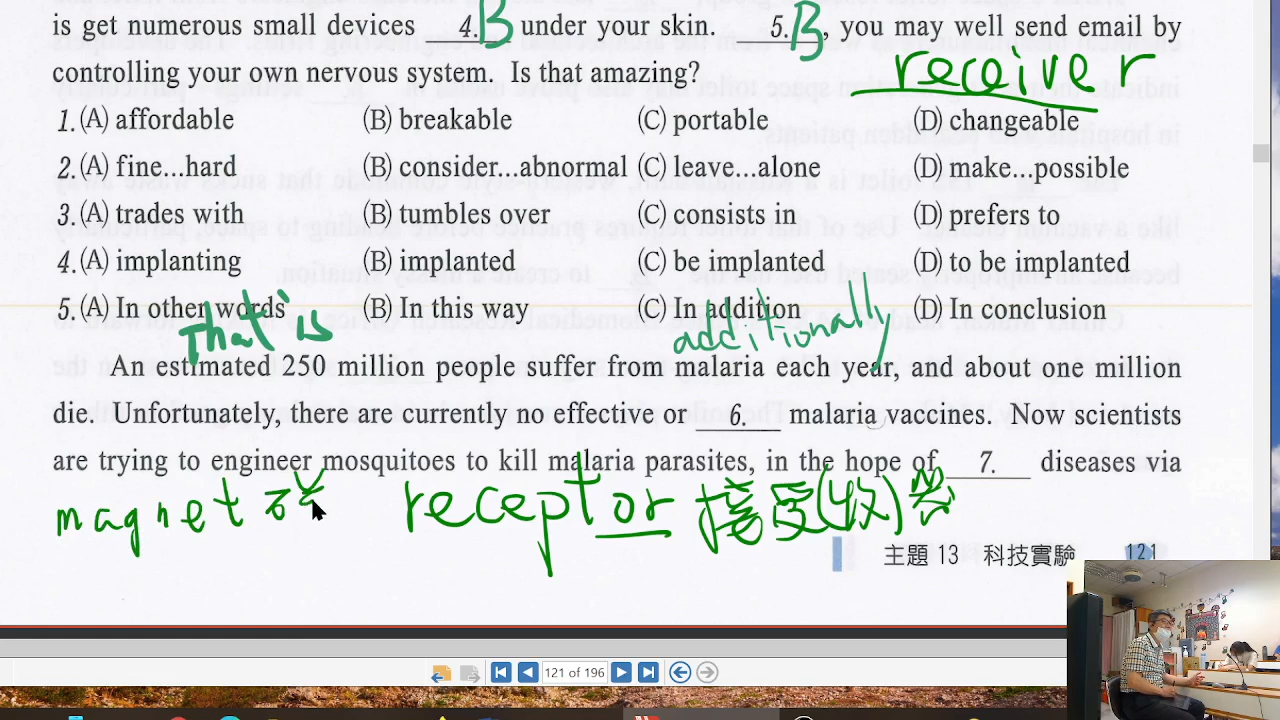 is get numerous small devices 4. B under your skin. 5. B, you may well send email by
controlling your own nervous system. Is that amazing?
receiver
1. (A) affordable (B) breakable (C) portable (D) changeable
2. (A) fine…hard (B) consider…abnormal (C) leave…alone (D) make…possible
3. (A) trades with (B) tumbles over (C) consists in (D) prefers to
4. (A) implanting (B) implanted (C) be implanted (D) to be implanted
5. (A) In other words (B) In this way (C) In addition (D) In conclusion
that is additionally
An estimated 250 million people suffer from malaria each year, and about one million
die. Unfortunately, there are currently no effective or 6. malaria vaccines. Now scientists
are trying to engineer mosquitoes to kill malaria parasites, in the hope of 7. diseases via
magnet receptor 接受(收)器
主題 13 科技實驗 121
121 of 196